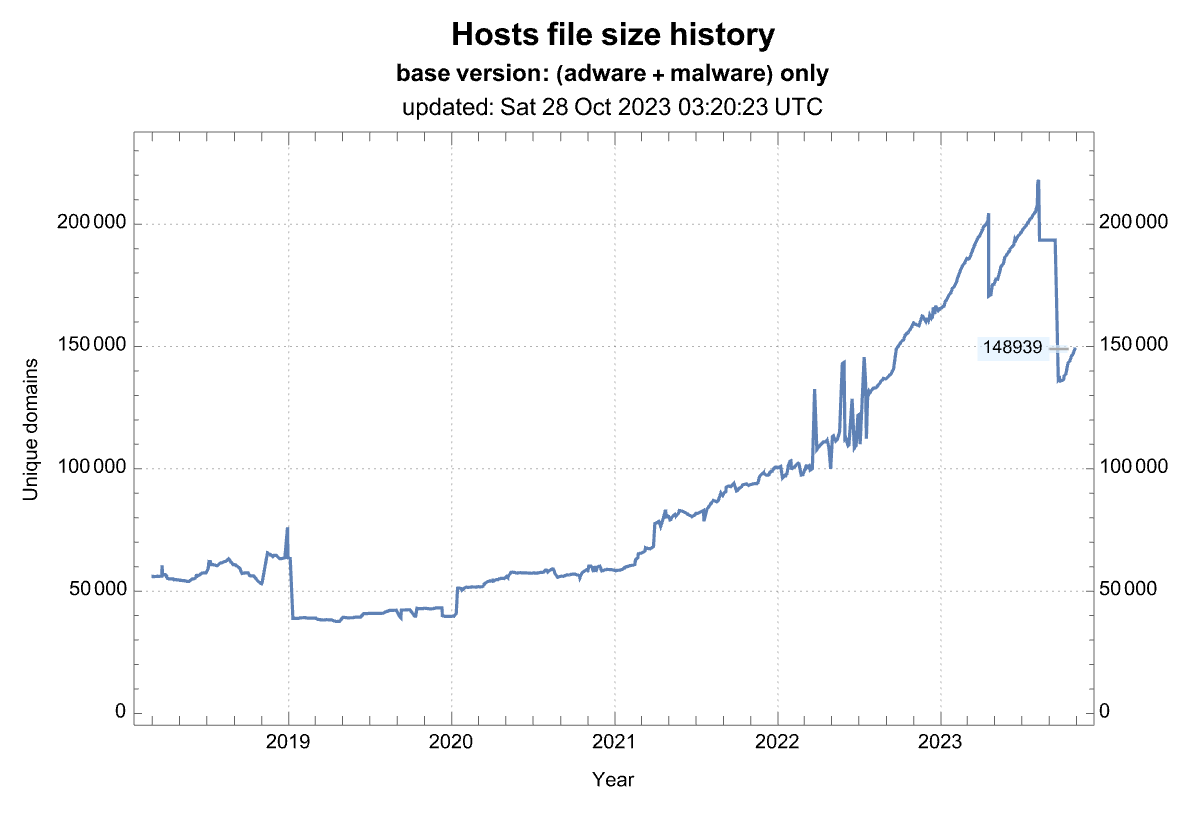 Hosts file size history
base version: (adware + malware) only
updated: Sat 28 Oct 2023 03:20:23 UTC
200 000 200 000
150 000 148939 150 000
Unique domains
100 000 100 000
50 000 50 000
0 0
2019 2020 2021 2022 2023
Year